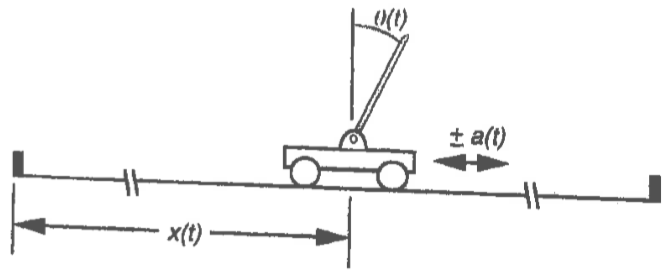 θ(t)
± a(t)
x(t)